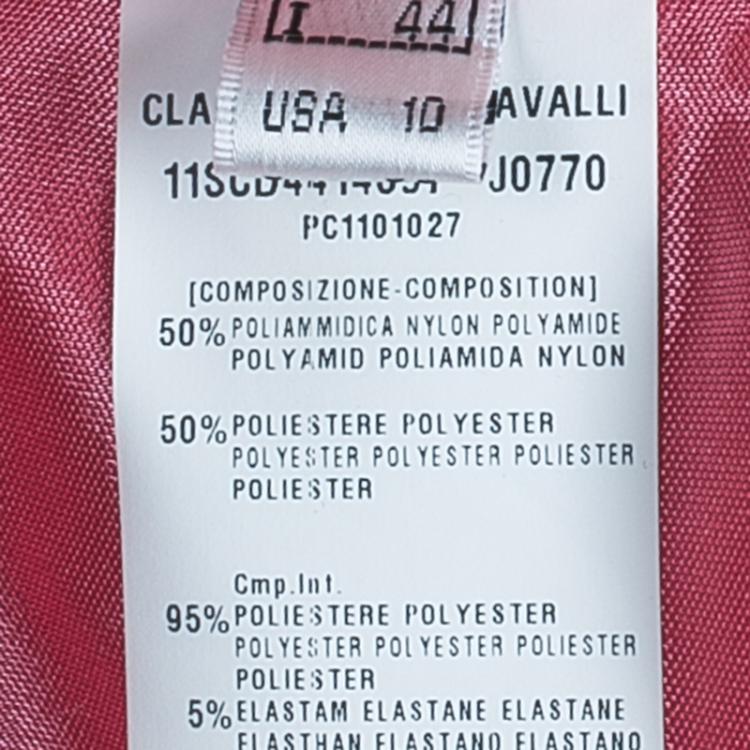 I 44
USA 10
CLA AVALLI
J0770
PC1101027
[COMPOSIZIONE-COMPOSITION]
50% POLIAMMIDICA NYLON POLYAMIDE
POLYAMID POLIAMIDA NYLON
50% POLIESTERE POLYESTER
POLYESTER POLYESTER POLIESTER
POLIESTER
Cmp.Int.
95% POLIESTERE POLYESTER
POLYESTER POLYESTER POLIESTER
POLIESTER
5% ELASTAM ELASTANE ELASTANE
ELASTHAN ELASTANO ELASTANO